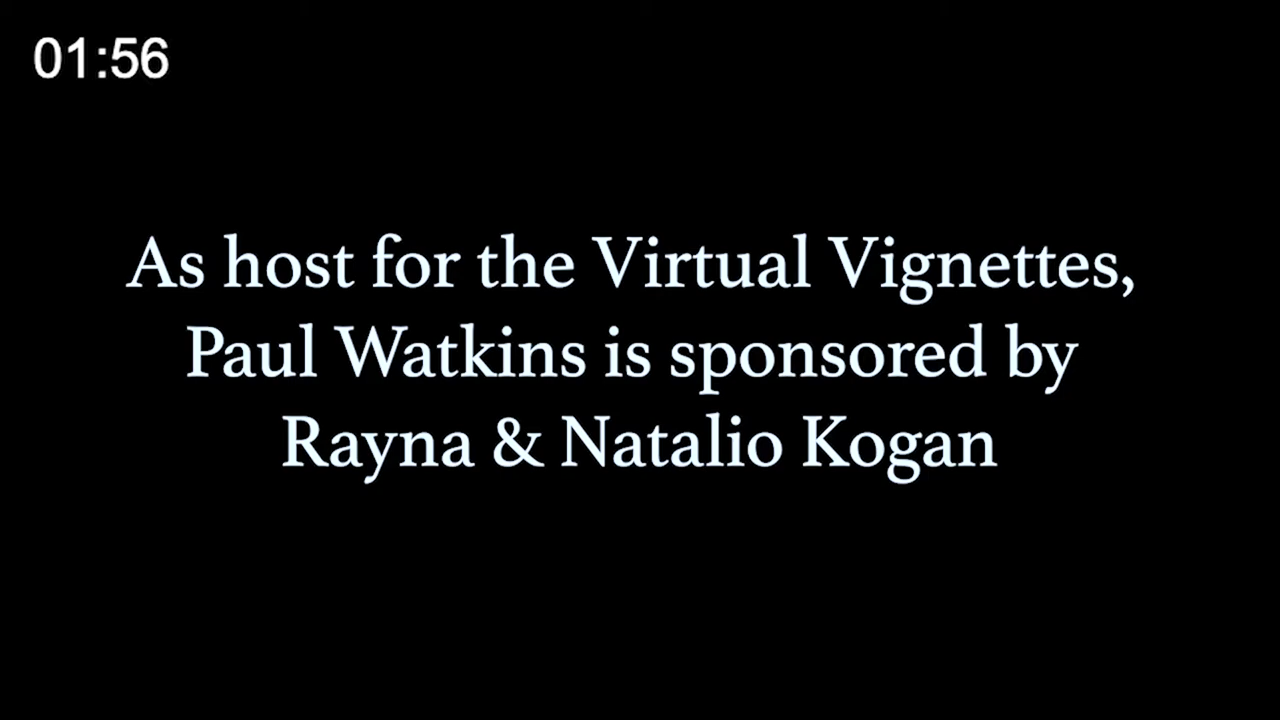 01:56
As host for the Virtual Vignettes,
Paul Watkins is sponsored by
Rayna & Natalio Kogan